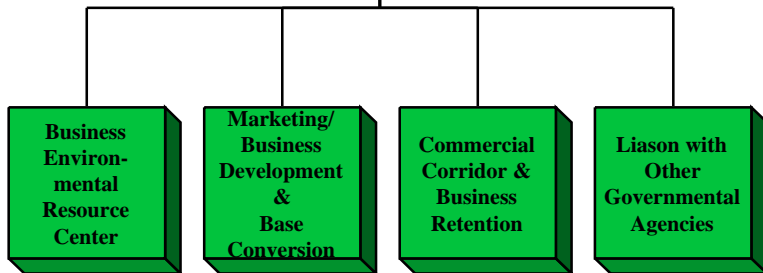 Business
Environ-
mental
Resource
Center
Marketing/
Business
Development
&
Base
Conversion
Commercial
Corridor &
Business
Retention
Liason with
Other
Governmental
Agencies